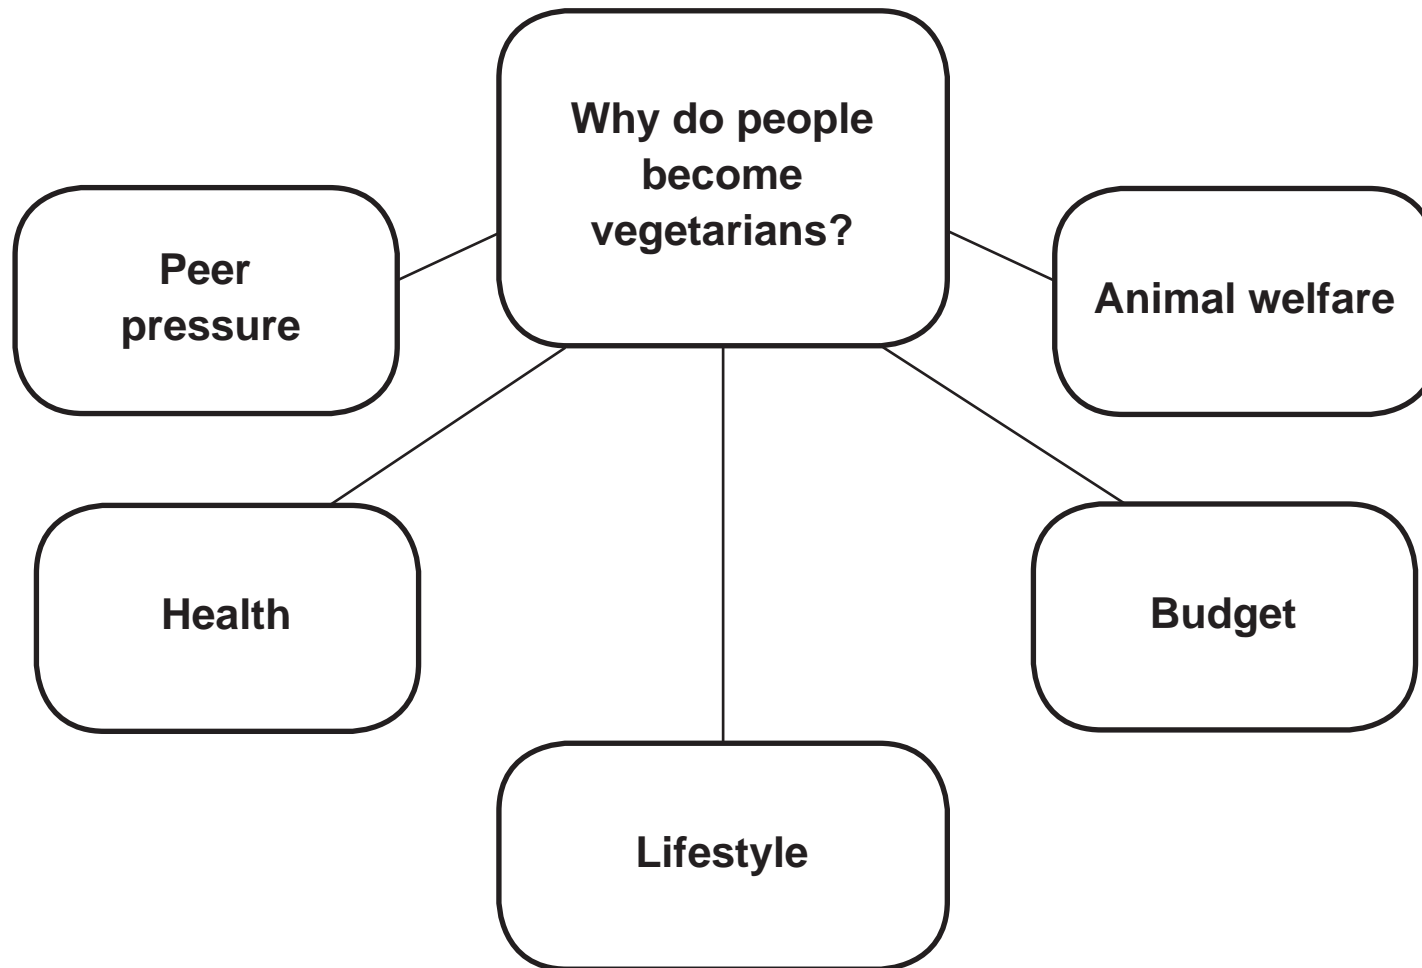 Why do people
become
vegetarians?
Peer
pressure
Animal welfare
Health
Budget
Lifestyle